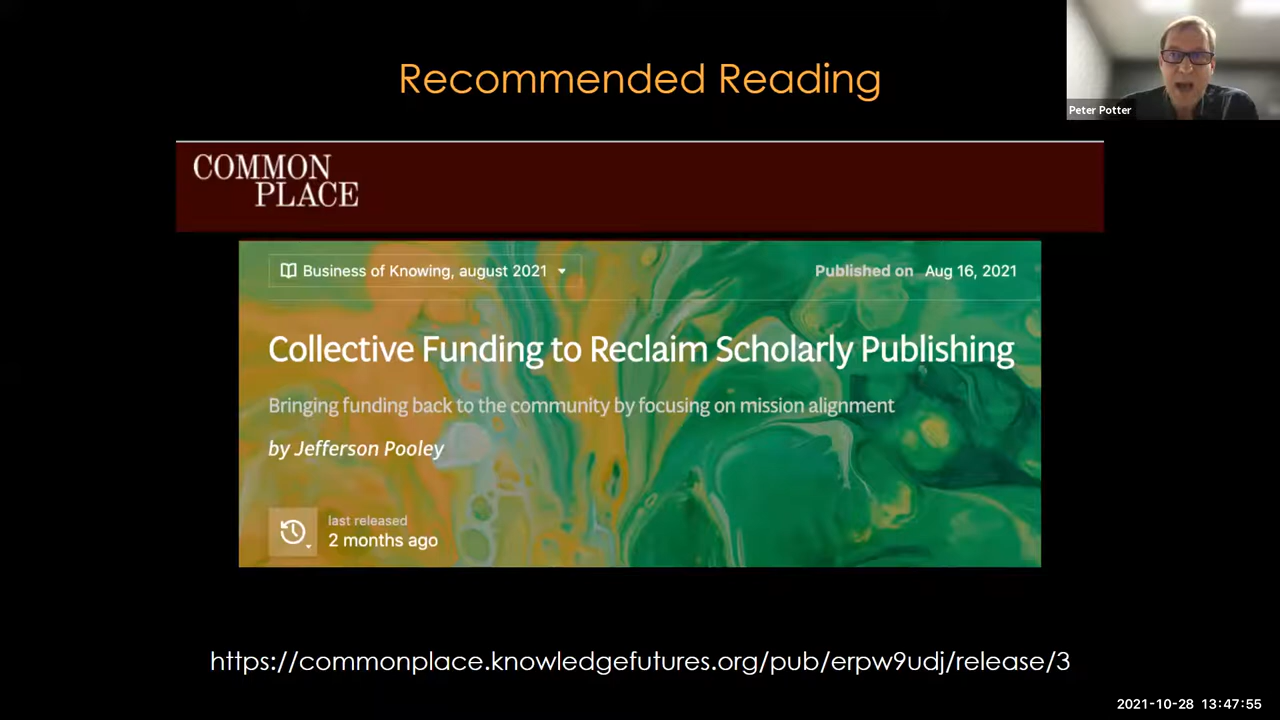 Recommended Reading
Peter Potter
COMMON
PLACE
Business of Knowing, august 2021
Published on Aug 16, 2021
Collective Funding to Reclaim Scholarly Publishing
Bringing funding back to the community by focusing on mission alignment
by Jefferson Pooley
last released
2 months ago
https://commonplace.knowledgefutures.org/pub/erpw9udj/release/3
2021-10-28 13:47:55